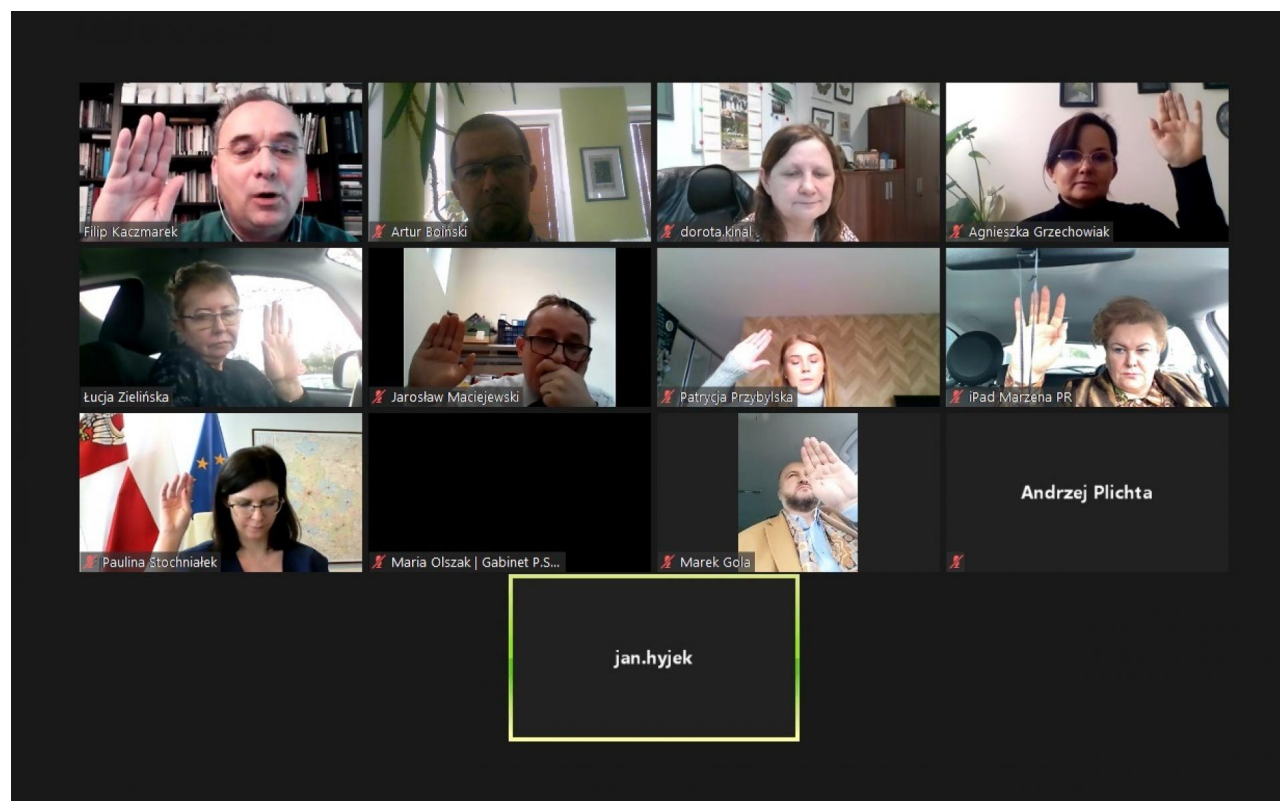 Filip Kaczmarek
Artur Boiński
dorota.kinal
Agnieszka Grzechowiak
Łucja Zielińska
Jarosław Maciejewski
Patrycja Przybylska
iPad Marzena PR
Paulina Stochniałek
Maria Olszak | Gabinet P.S...
Marek Gola
Andrzej Plichta
jan.hyjek